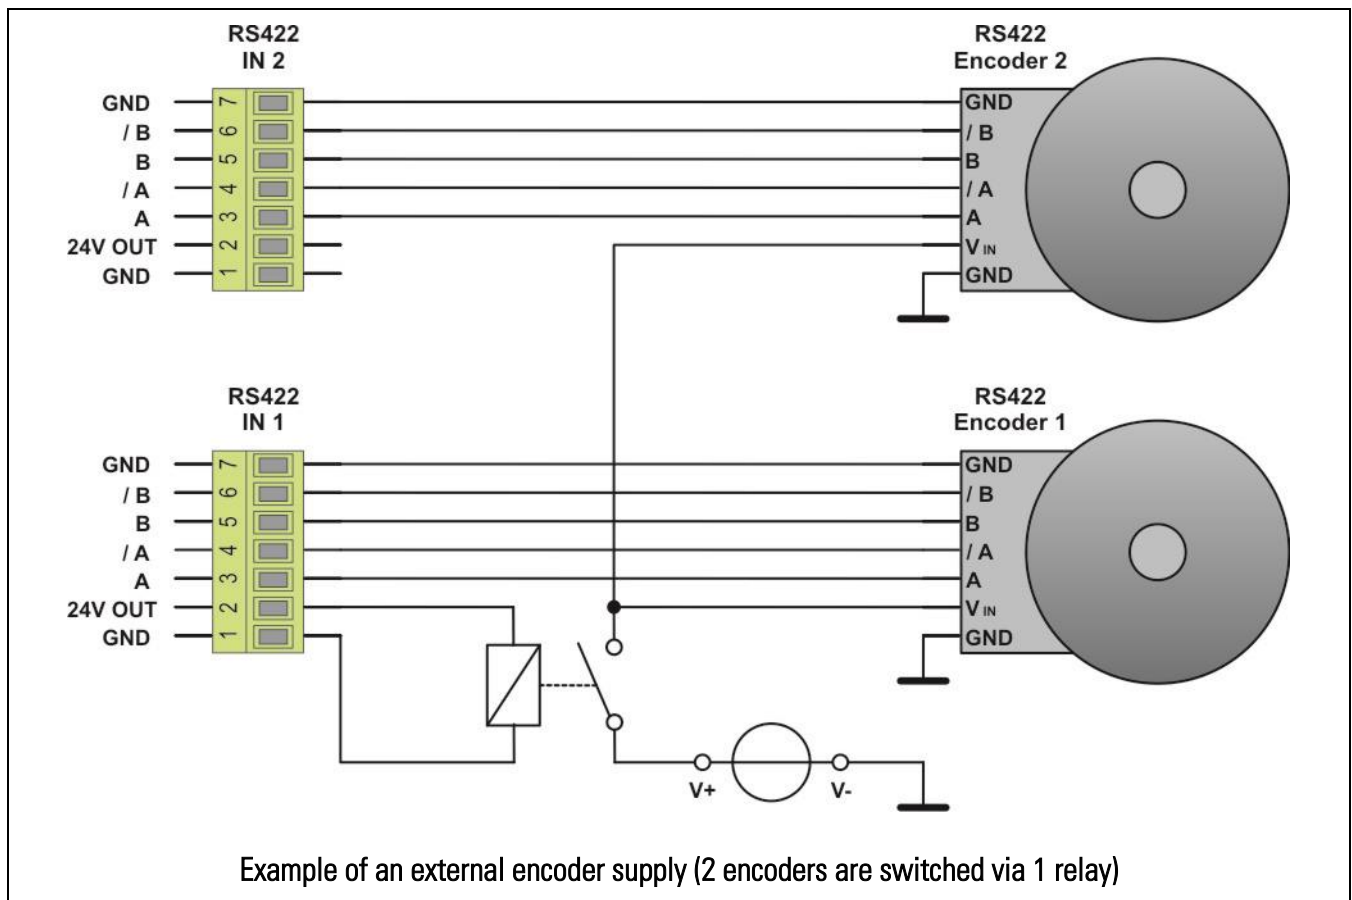 RS422
IN 2
RS422
Encoder 2
GND 7 GND
/ B 6 / B
B 5 B
/ A 4 / A
A 3 A
24V OUT 2 V IN
GND 1 GND
RS422
IN 1
RS422
Encoder 1
GND 7 GND
/ B 6 / B
B 5 B
/ A 4 / A
A 3 A
24V OUT 2 V IN
GND 1 GND
V+ V-
Example of an external encoder supply (2 encoders are switched via 1 relay)